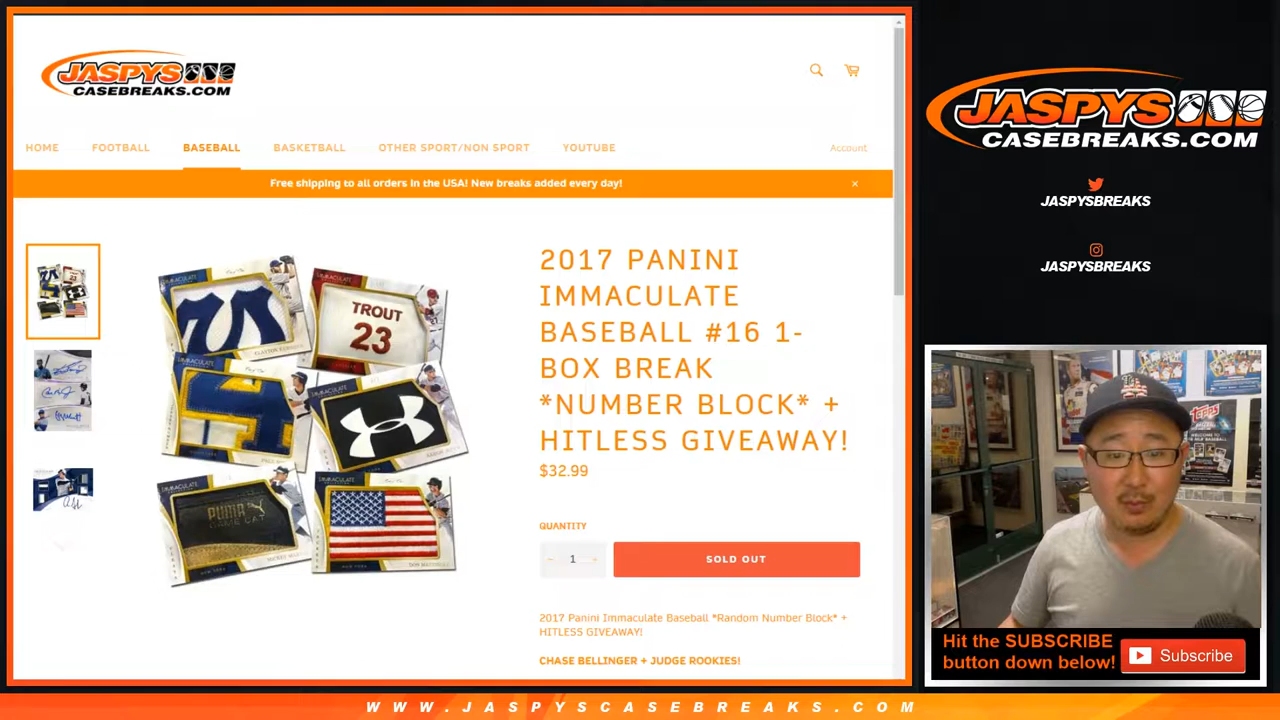 JASPYS
CASEBREAKS.COM
HOME
FOOTBALL
BASEBALL
BASKETBALL
OTHER SPORT/NON SPORT
YOUTUBE
Account
Free shipping to all orders in the USA! New breaks added every day!
×
2017 PANINI
IMMACULATE
BASEBALL #16 1-
BOX BREAK
*NUMBER BLOCK* +
HITLESS GIVEAWAY!
$32.99
QUANTITY
− 1 +
SOLD OUT
2017 Panini Immaculate Baseball *Random Number Block* +
HITLESS GIVEAWAY!
CHASE BELLINGER + JUDGE ROOKIES!
TROUT
23
PUMA
JASPYS
CASEBREAKS.COM
JASPYSBREAKS
JASPYSBREAKS
Topps
Hit the SUBSCRIBE
button down below!
Subscribe
WWW.JASPYSCASEBREAKS.COM